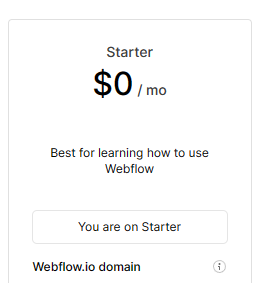 Starter
$0 / mo
Best for learning how to use
Webflow
You are on Starter
Webflow.io domain